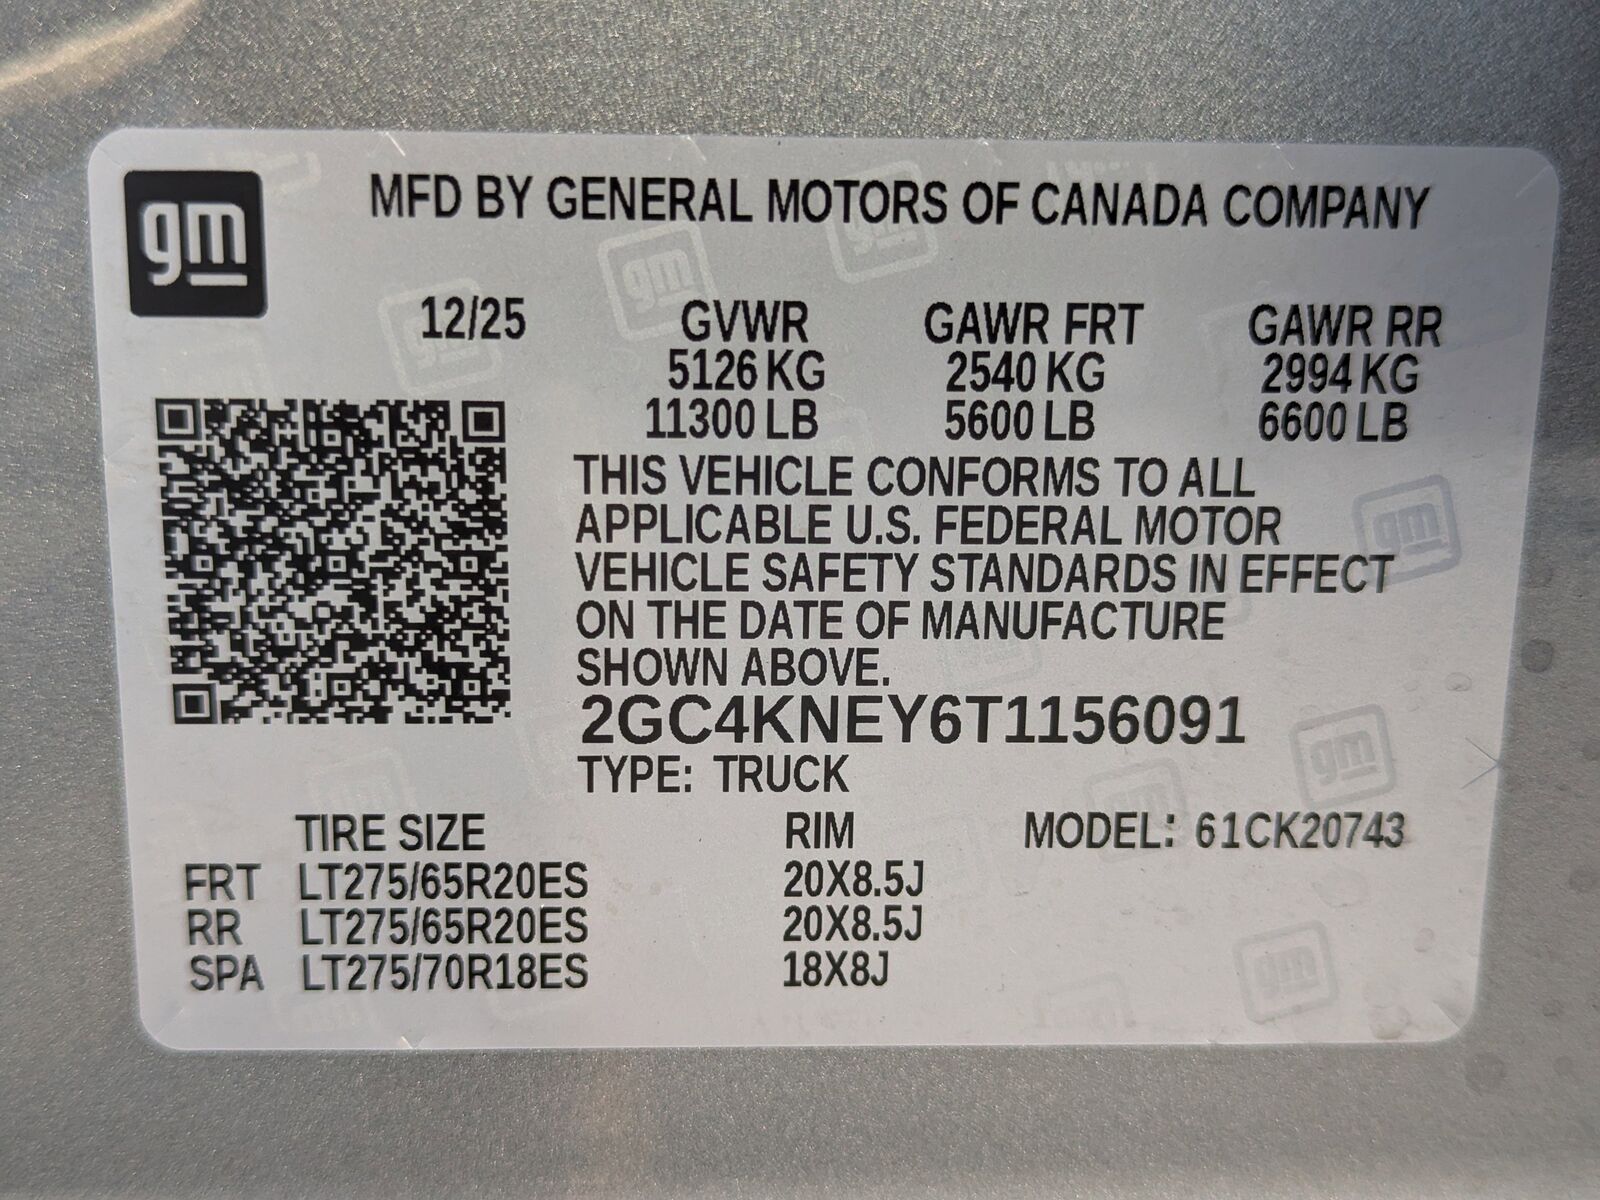 gm
MFD BY GENERAL MOTORS OF CANADA COMPANY
12/25 GVWR GAWR FRT GAWR RR
5126 KG 2540 KG 2994 KG
11300 LB 5600 LB 6600 LB
THIS VEHICLE CONFORMS TO ALL
APPLICABLE U.S. FEDERAL MOTOR
VEHICLE SAFETY STANDARDS IN EFFECT
ON THE DATE OF MANUFACTURE
SHOWN ABOVE.
2GC4KNEY6T1156091
TYPE: TRUCK
TIRE SIZE RIM MODEL: 61CK20743
FRT LT275/65R20ES 20X8.5J
RR LT275/65R20ES 20X8.5J
SPA LT275/70R18ES 18X8J